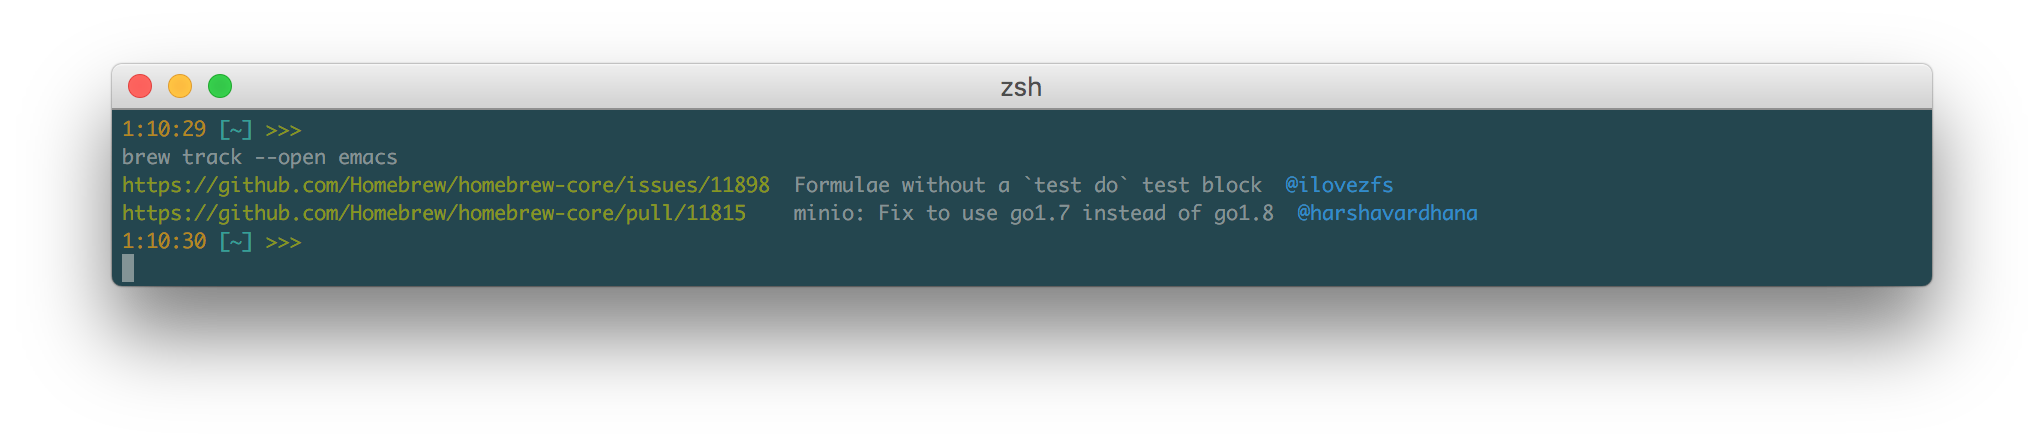 zsh
1:10:29 [~] >>>
brew track --open emacs
https://github.com/Homebrew/homebrew-core/issues/11898  Formulae without a `test do` test block  @ilovezfs
https://github.com/Homebrew/homebrew-core/pull/11815    minio: Fix to use go1.7 instead of go1.8  @harshavardhana
1:10:30 [~] >>>